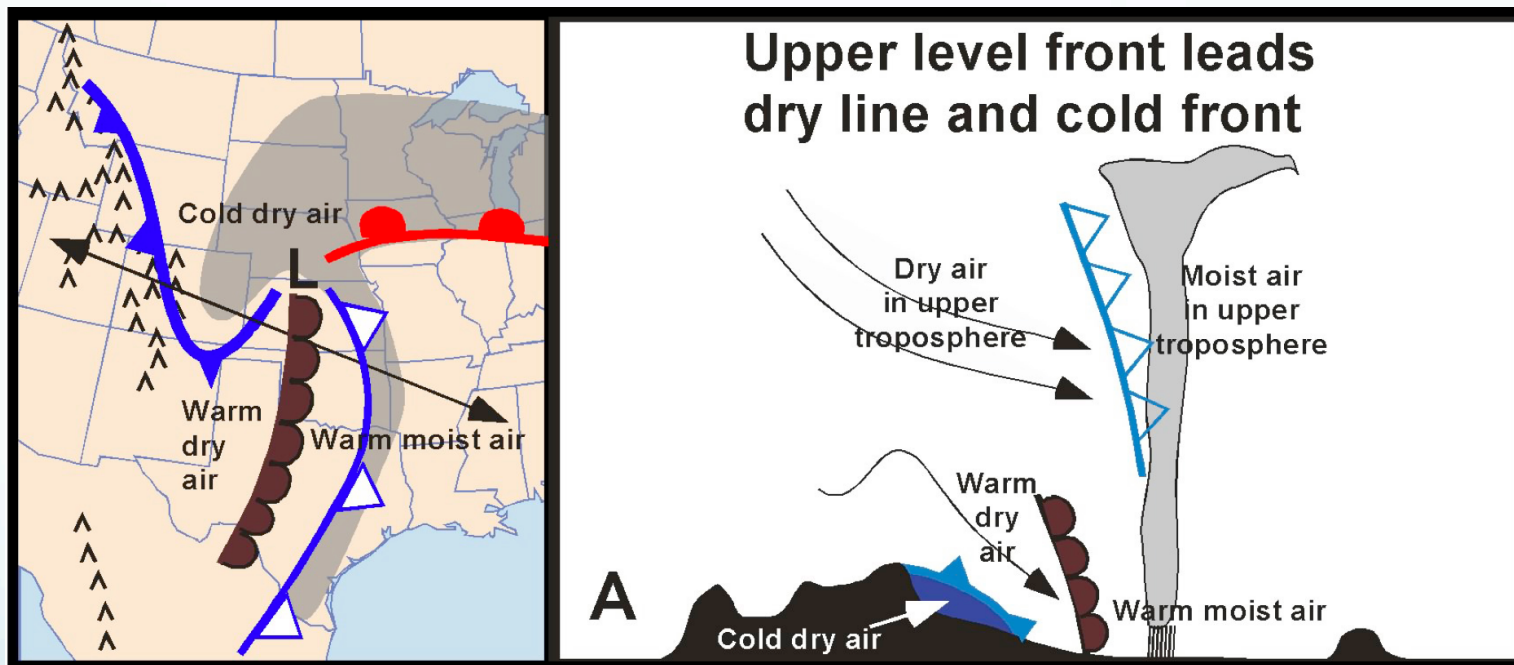 Cold dry air
L
Warm
dry
air
Warm moist air
Upper level front leads
dry line and cold front
Dry air
in upper
troposphere
Moist air
in upper
troposphere
Warm
dry
air
A
Warm moist air
Cold dry air